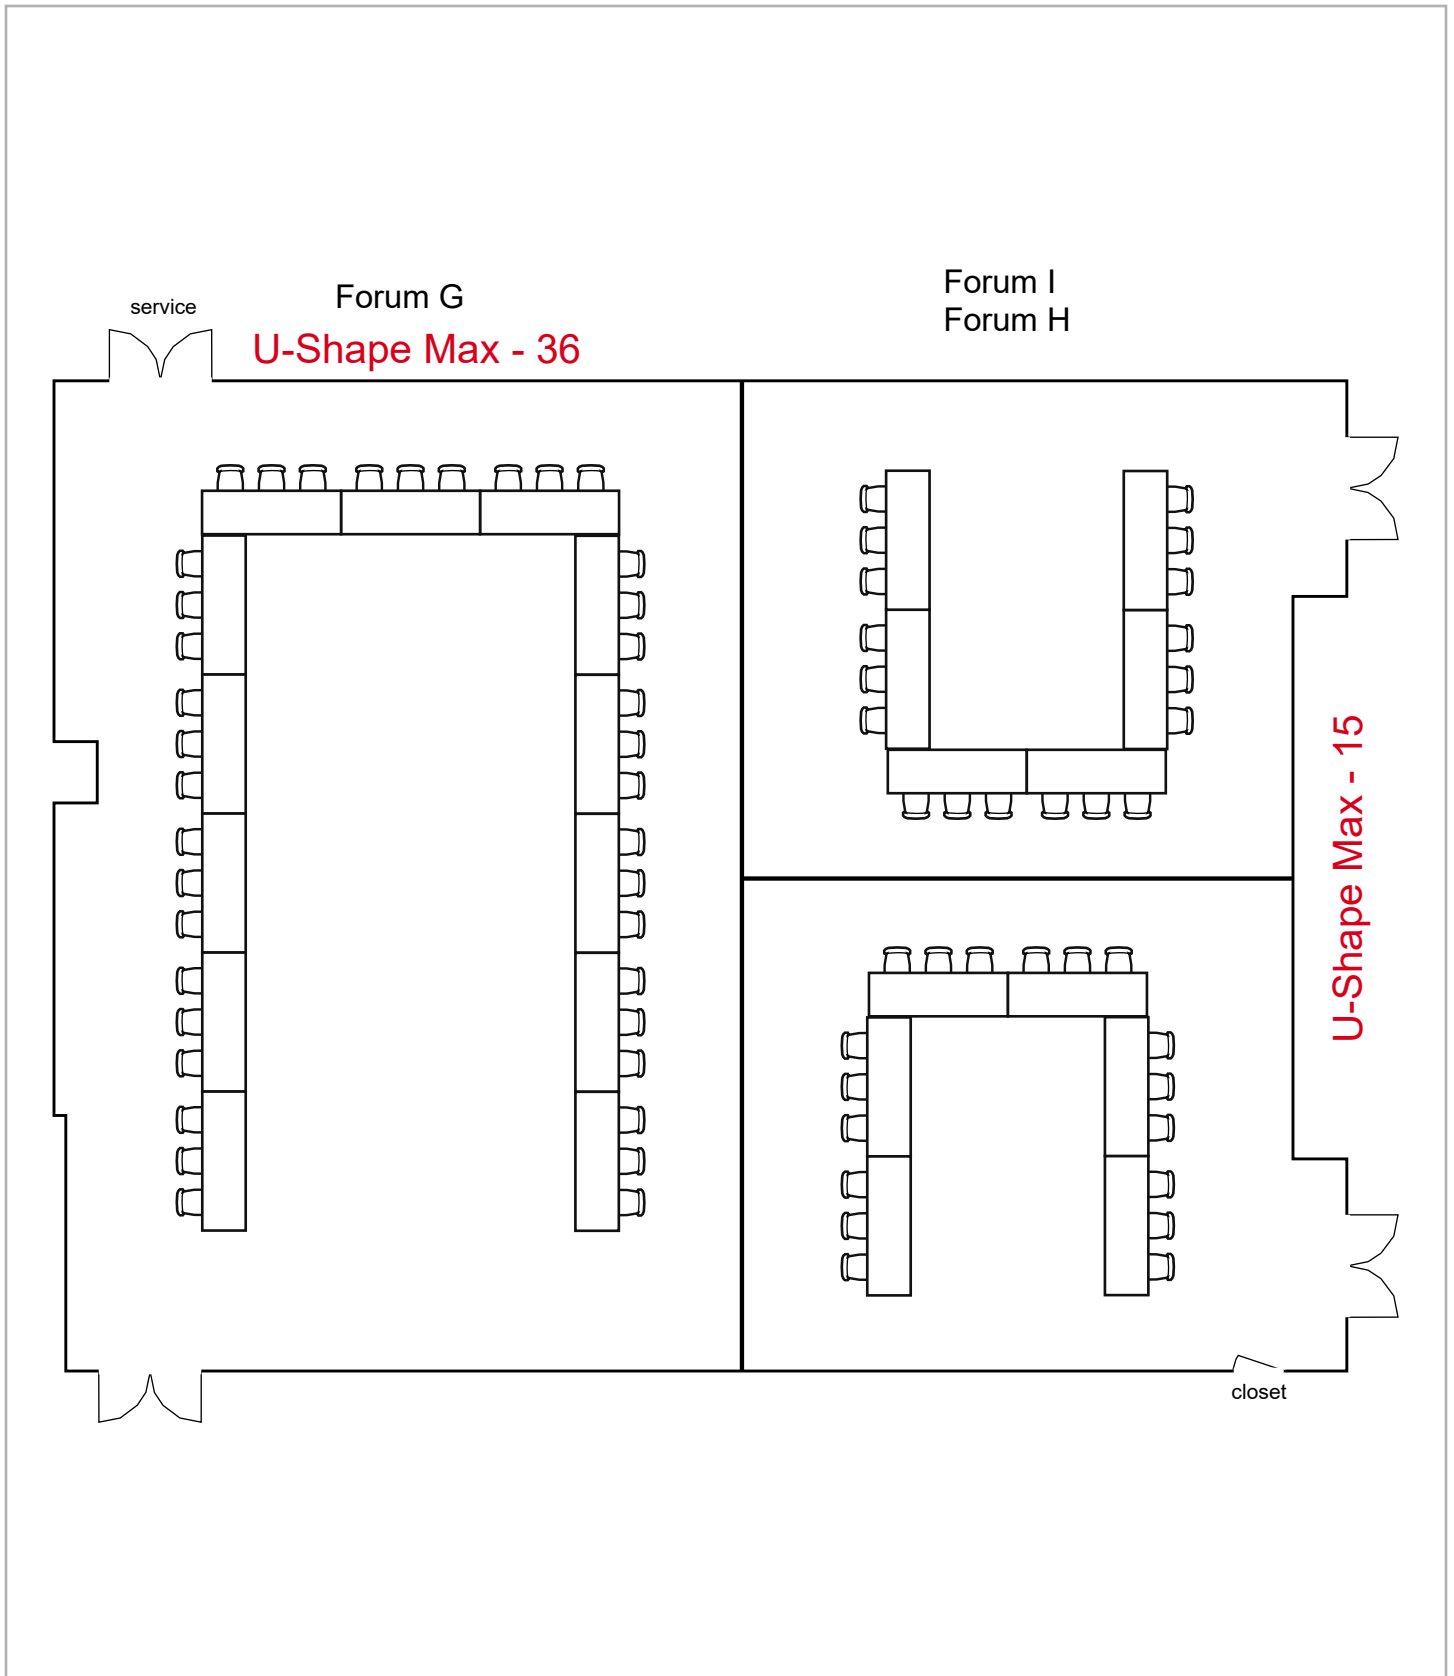 Forum I
Forum H
Forum G
service
U-Shape Max - 36
U-Shape Max - 15
closet